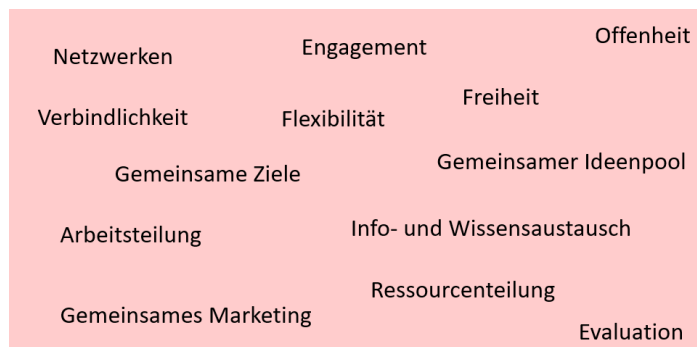 Netzwerken
Engagement
Offenheit
Verbindlichkeit
Flexibilität
Freiheit
Gemeinsame Ziele
Gemeinsamer Ideenpool
Arbeitsteilung
Info- und Wissensaustausch
Ressourcenteilung
Gemeinsames Marketing
Evaluation